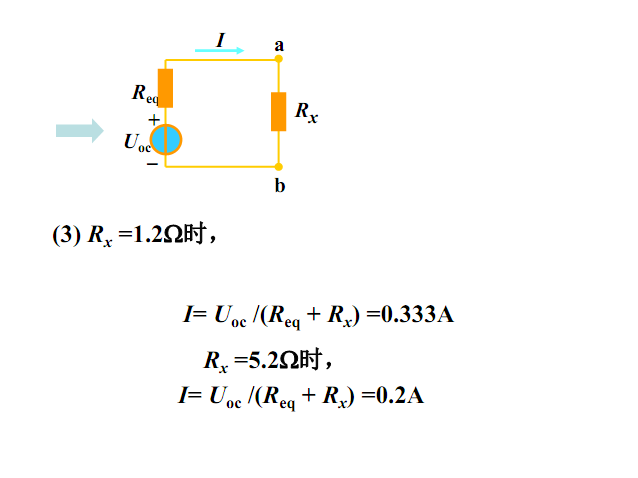 I
a
Req
+
Rx
Uoc
−
b
(3) Rx =1.2Ω时，
I= Uoc /(Req + Rx) =0.333A
Rx =5.2Ω时，
I= Uoc /(Req + Rx) =0.2A